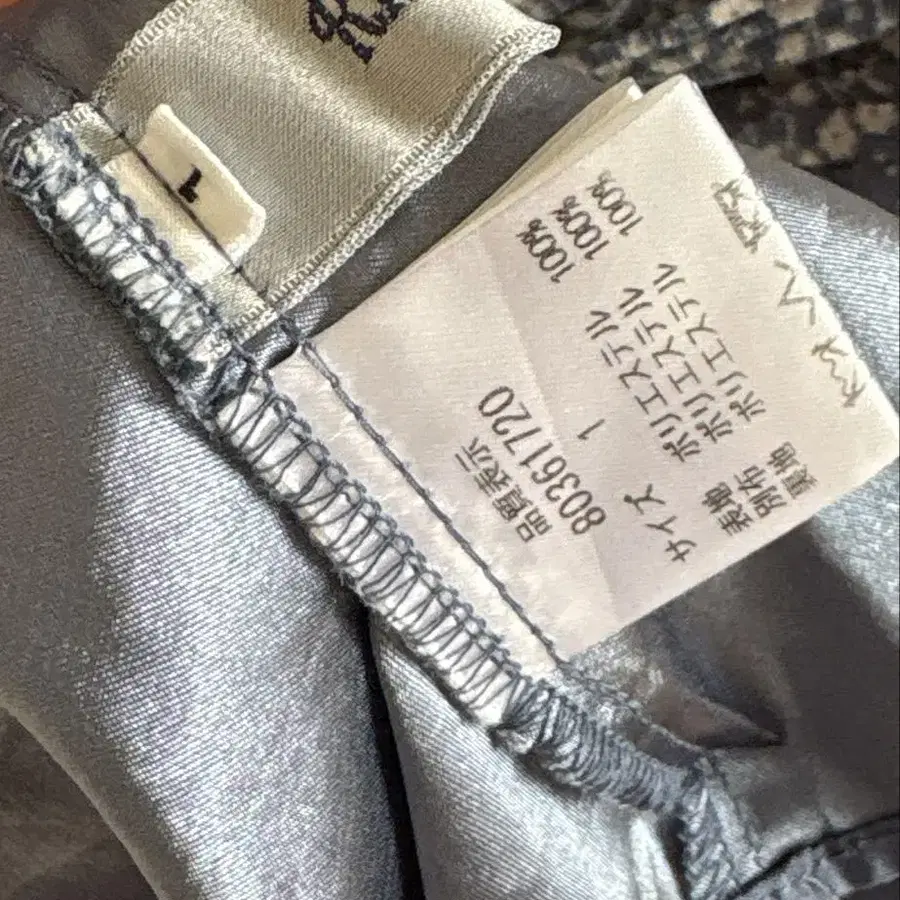 1
品質表示
80361720
サイズ 1
表地 ポリエステル 100%
別布 ポリエステル 100%
裏地 ポリエステル 100%